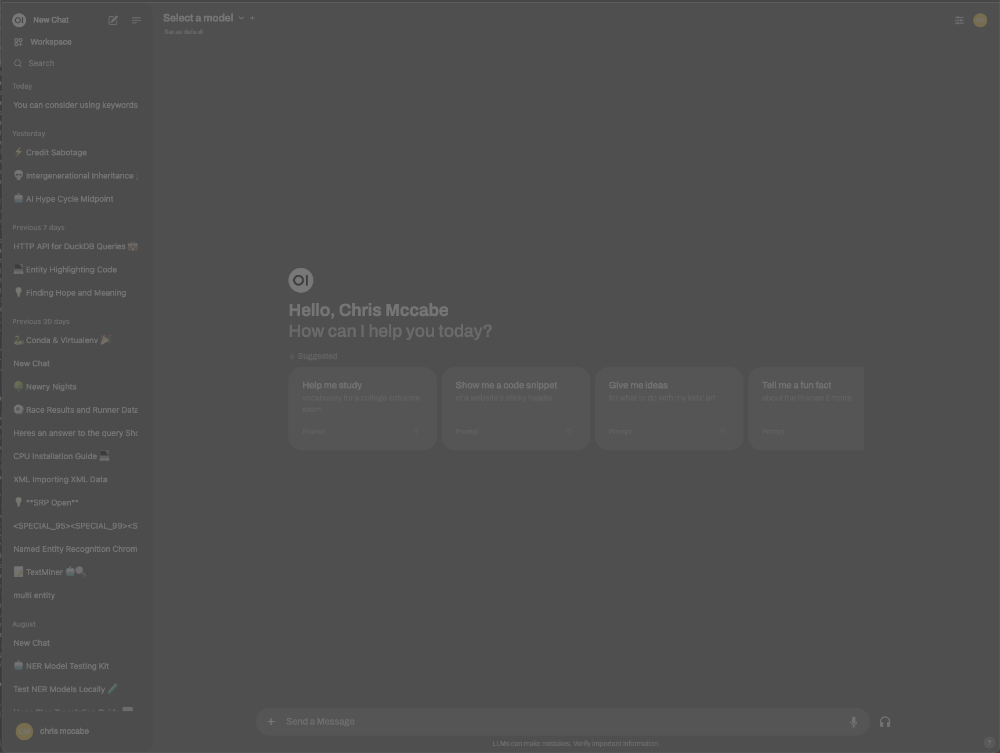 OI New Chat
Workspace
Search
Today
You can consider using keywords
Yesterday
⚡ Credit Sabotage
💀 Intergenerational Inheritance
🤖 AI Hype Cycle Midpoint
Previous 7 days
HTTP API for DuckDB Queries 💼
💻 Entity Highlighting Code
💡 Finding Hope and Meaning
Previous 30 days
🐍 Conda & Virtualenv 🎉
New Chat
🌳 Newry Nights
Race Results and Runner Data
Heres an answer to the query Sho
CPU Installation Guide 💻
XML Importing XML Data
💡 **SRP Open**
<SPECIAL_95><SPECIAL_99><S
Named Entity Recognition Chrom
📝 TextMiner 🤖🔍
multi entity
August
New Chat
🤖 NER Model Testing Kit
Test NER Models Locally 🧪
Hugo Blog Translation Guide
CM chris mccabe
Select a model
Set as default
CM
OI
Hello, Chris Mccabe
How can I help you today?
Suggested
Help me study
vocabulary for a college entrance
exam
Prompt
Show me a code snippet
of a website's sticky header
Prompt
Give me ideas
for what to do with my kids' art
Prompt
Tell me a fun fact
about the Roman Empire
Prompt
Send a Message
LLMs can make mistakes. Verify important information.
?